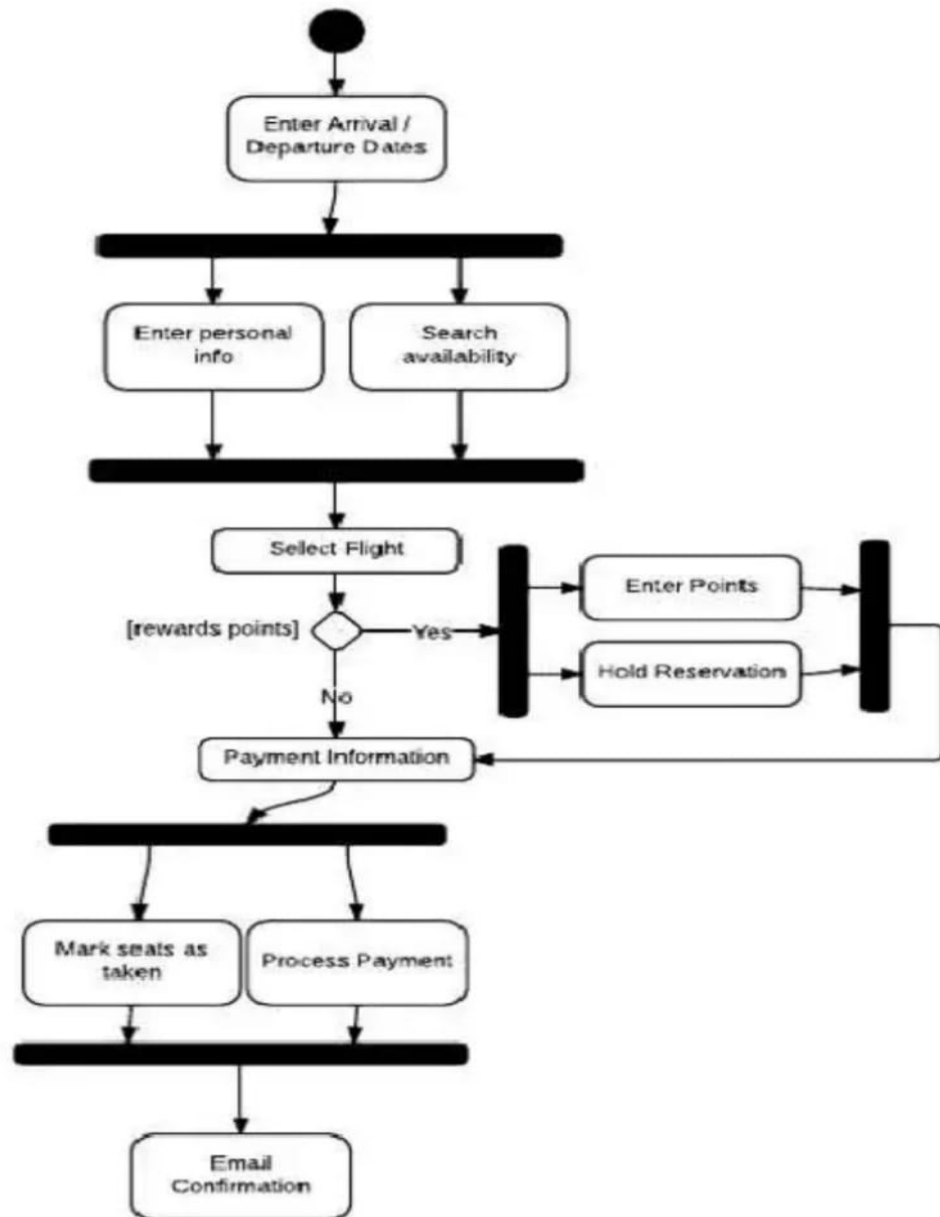 Enter Arrival /
Departure Dates
Enter personal
info
Search
availability
Select Flight
[rewards points]
Yes
Enter Points
Hold Reservation
No
Payment Information
Mark seats as
taken
Process Payment
Email
Confirmation